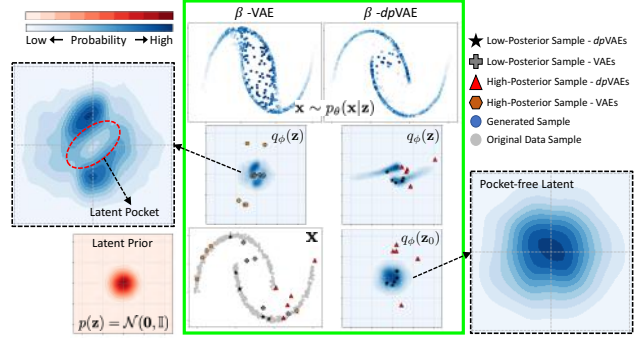 β -VAE
β -dpVAE
Low ← Probability → High
x ∼ pθ(x|z)
qϕ(z)
qϕ(z)
Latent Pocket
Latent Prior
p(z) = 𝒩(0, 𝕀)
x
qϕ(z₀)
Low-Posterior Sample - dpVAEs
Low-Posterior Sample - VAEs
High-Posterior Sample - dpVAEs
High-Posterior Sample - VAEs
Generated Sample
Original Data Sample
Pocket-free Latent